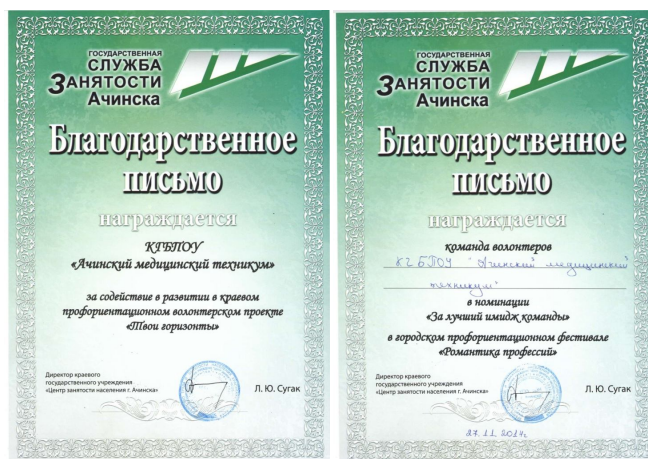 ГОСУДАРСТВЕННАЯ
СЛУЖБА
ЗАНЯТОСТИ
Ачинска
Благодарственное
письмо
награждается
КГБПОУ
«Ачинский медицинский техникум»
за содействие в развитии в краевом
профориентационном волонтерском проекте
«Твои горизонты»
Директор краевого
государственного учреждения
«Центр занятости населения г. Ачинска»
Л. Ю. Сугак
ГОСУДАРСТВЕННАЯ
СЛУЖБА
ЗАНЯТОСТИ
Ачинска
Благодарственное
письмо
награждается
команда волонтеров
КГБПОУ "Ачинский медицинский
техникум"
в номинации
«За лучший имидж команды»
в городском профориентационном фестивале
«Романтика профессий»
Директор краевого
государственного учреждения
«Центр занятости населения г. Ачинска»
Л. Ю. Сугак
27.11.2014г